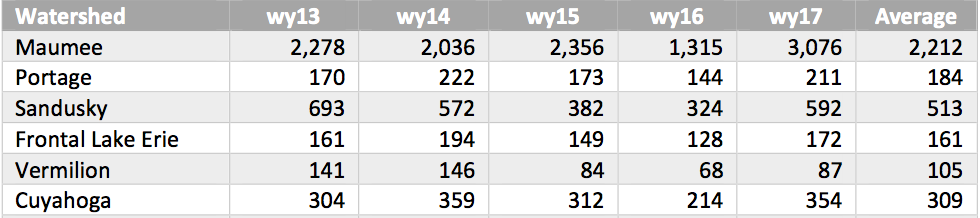 Watershed wy13 wy14 wy15 wy16 wy17 Average
Maumee 2,278 2,036 2,356 1,315 3,076 2,212
Portage 170 222 173 144 211 184
Sandusky 693 572 382 324 592 513
Frontal Lake Erie 161 194 149 128 172 161
Vermilion 141 146 84 68 87 105
Cuyahoga 304 359 312 214 354 309